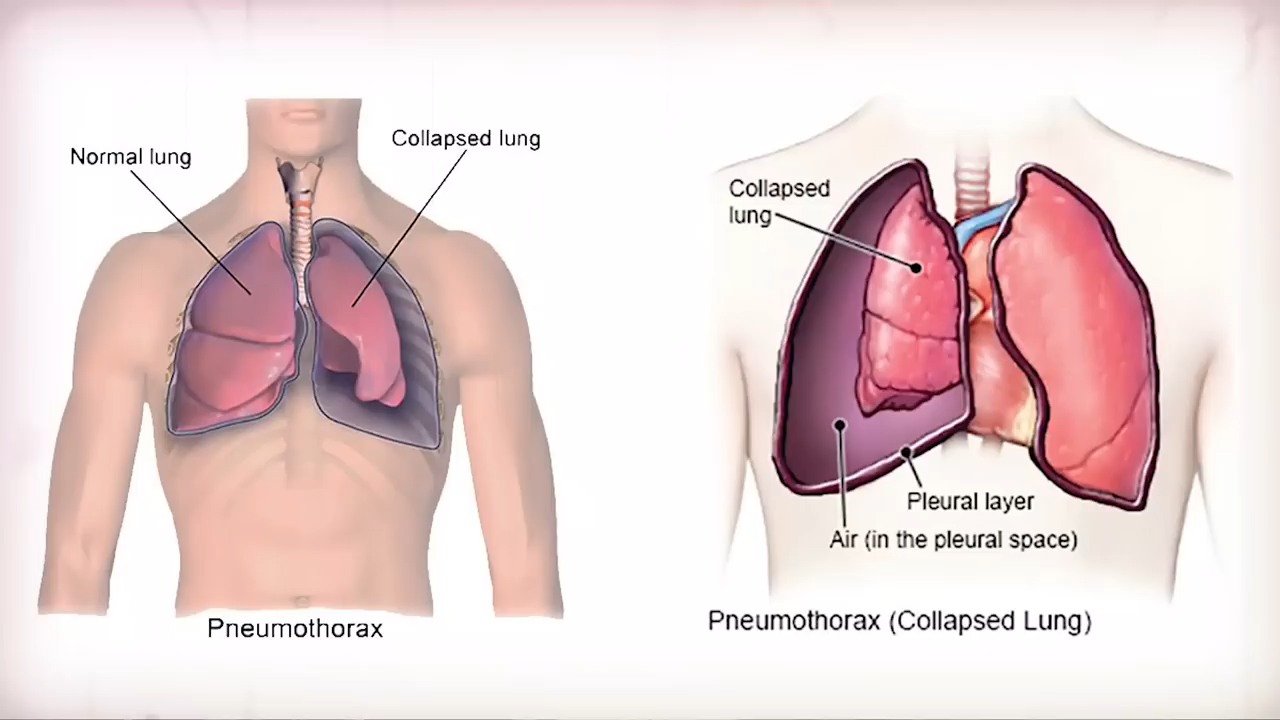 Normal lung
Collapsed lung
Pneumothorax
Collapsed
lung
Pleural layer
Air (in the pleural space)
Pneumothorax (Collapsed Lung)